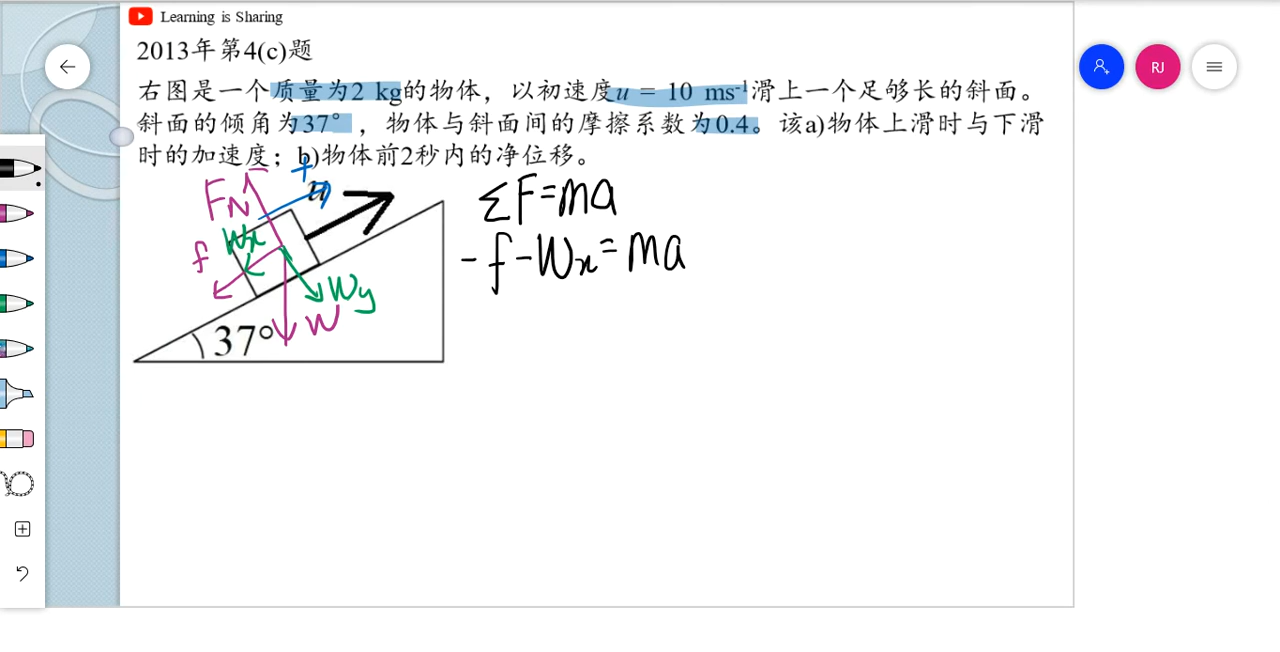 Learning is Sharing
2013年第4(c)题
右图是一个质量为2 kg的物体，以初速度u = 10 ms⁻¹滑上一个足够长的斜面。
斜面的倾角为37°，物体与斜面间的摩擦系数为0.4。该a)物体上滑时与下滑
时的加速度；b)物体前2秒内的净位移。
RJ
+
u
FN
Wx
f
Wy
W
37°
ΣF=ma
-f-Wx=ma